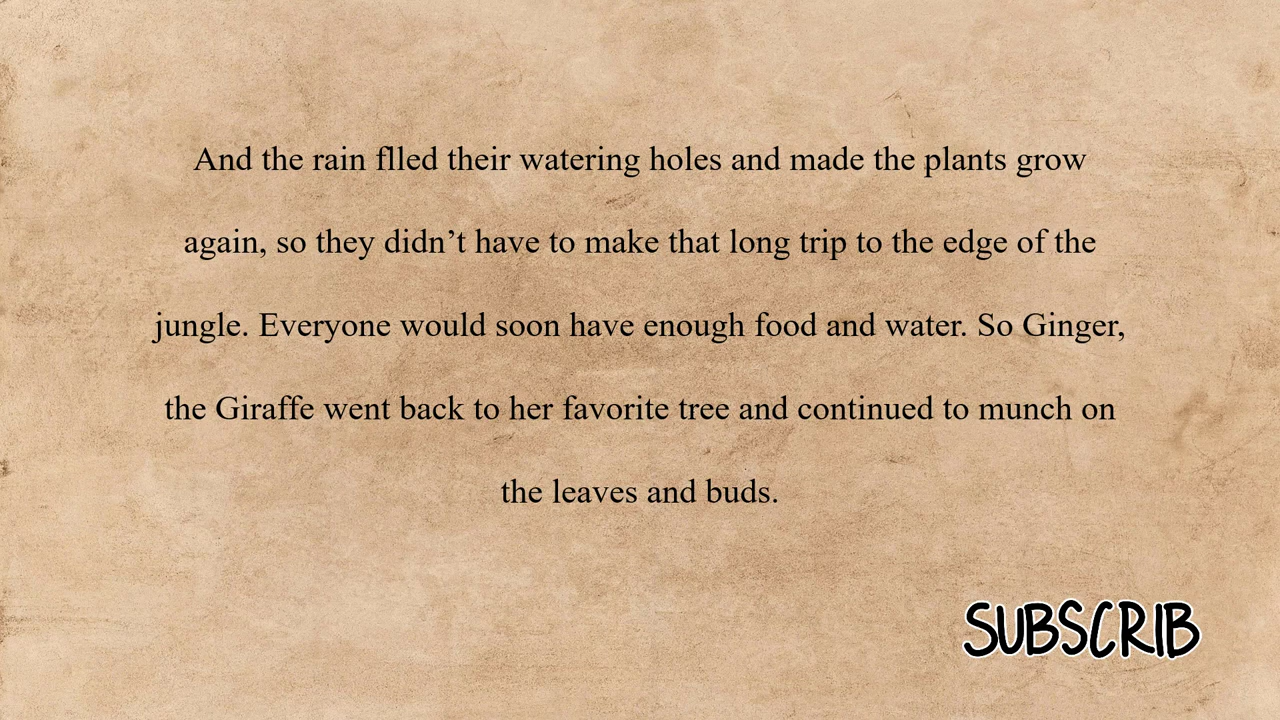 And the rain flled their watering holes and made the plants grow
again, so they didn’t have to make that long trip to the edge of the
jungle. Everyone would soon have enough food and water. So Ginger,
the Giraffe went back to her favorite tree and continued to munch on
the leaves and buds.
SUBSCRIB